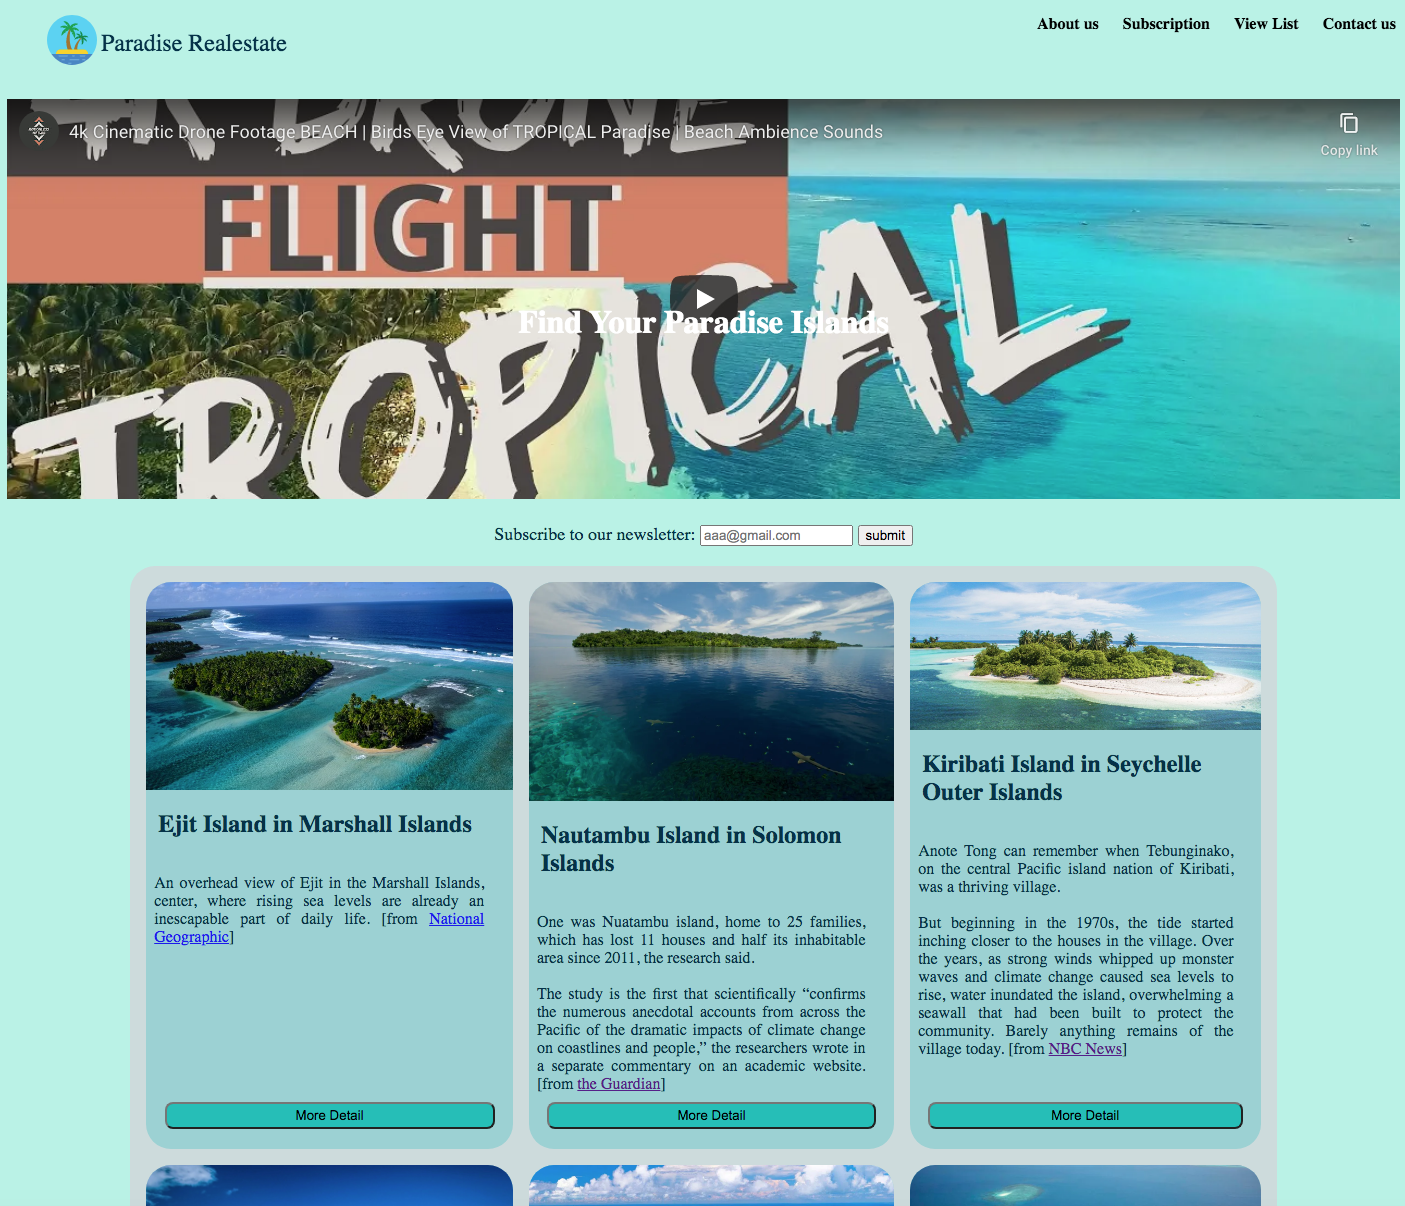 Paradise Realestate
About us Subscription View List Contact us
4k Cinematic Drone Footage BEACH | Birds Eye View of TROPICAL Paradise | Beach Ambience Sounds
Copy link
DRONE
FLIGHT
TROPICAL
Find Your Paradise Islands
Subscribe to our newsletter: aaa@gmail.com submit
Ejit Island in Marshall Islands
An overhead view of Ejit in the Marshall Islands,
center, where rising sea levels are already an
inescapable part of daily life. [from National
Geographic]
More Detail
Nautambu Island in Solomon
Islands
One was Nuatambu island, home to 25 families,
which has lost 11 houses and half its inhabitable
area since 2011, the research said.
The study is the first that scientifically “confirms
the numerous anecdotal accounts from across the
Pacific of the dramatic impacts of climate change
on coastlines and people,” the researchers wrote in
a separate commentary on an academic website.
[from the Guardian]
More Detail
Kiribati Island in Seychelle
Outer Islands
Anote Tong can remember when Tebunginako,
on the central Pacific island nation of Kiribati,
was a thriving village.
But beginning in the 1970s, the tide started
inching closer to the houses in the village. Over
the years, as strong winds whipped up monster
waves and climate change caused sea levels to
rise, water inundated the island, overwhelming a
seawall that had been built to protect the
community. Barely anything remains of the
village today. [from NBC News]
More Detail